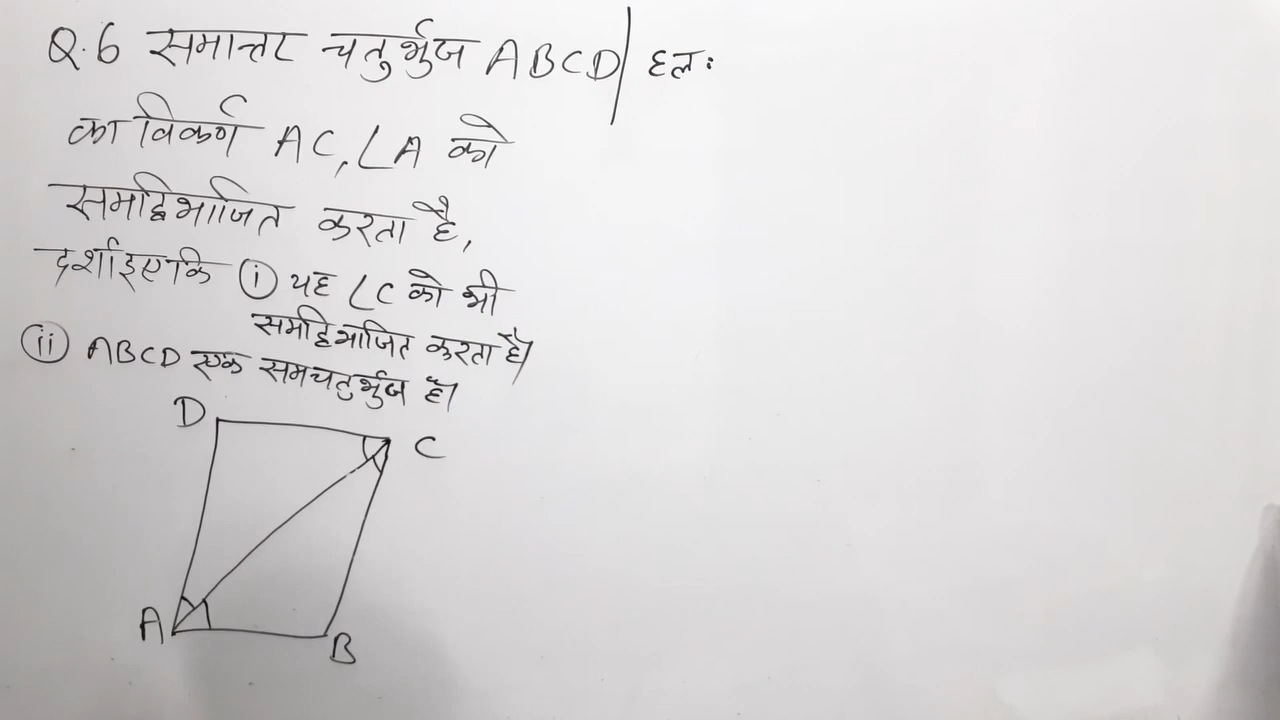 Q.6 समान्तर चतुर्भुज ABCD
का विकर्ण AC, ∠A को
समद्विभाजित करता है,
दर्शाइए कि (i) यह ∠C को भी
समद्विभाजित करता है।
(ii) ABCD एक समचतुर्भुज है।
हल:
D
C
A
B